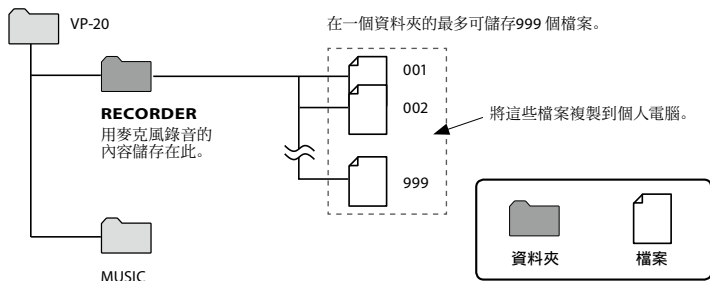 VP-20
在一個資料夾的最多可儲存999 個檔案。
001
RECORDER
002
用麥克風錄音的
內容儲存在此。
將這些檔案複製到個人電腦。
999
資料夾
檔案
MUSIC